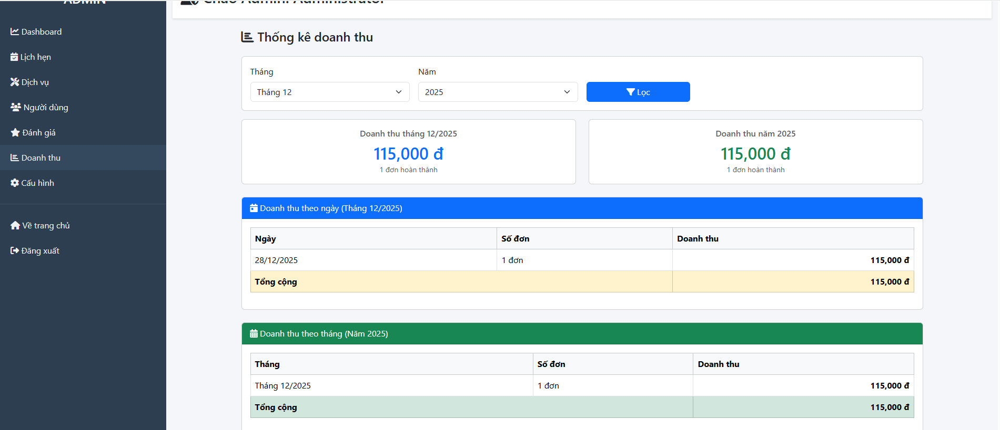 ADMIN
Chào Admin: Administrator
Dashboard
Lịch hẹn
Dịch vụ
Người dùng
Đánh giá
Doanh thu
Cấu hình
Về trang chủ
Đăng xuất
Thống kê doanh thu
Tháng Năm
Tháng 12 2025 Lọc
Doanh thu tháng 12/2025
115,000 đ
1 đơn hoàn thành
Doanh thu năm 2025
115,000 đ
1 đơn hoàn thành
Doanh thu theo ngày (Tháng 12/2025)
Ngày Số đơn Doanh thu
28/12/2025 1 đơn 115,000 đ
Tổng cộng 115,000 đ
Doanh thu theo tháng (Năm 2025)
Tháng Số đơn Doanh thu
Tháng 12/2025 1 đơn 115,000 đ
Tổng cộng 115,000 đ